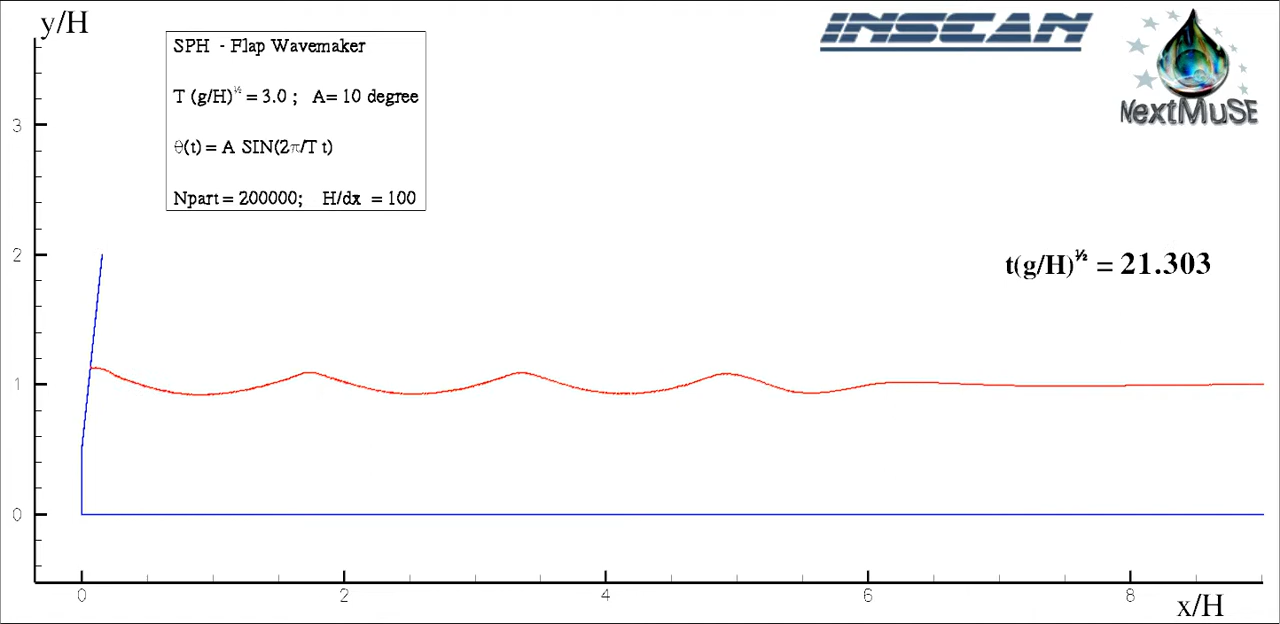 y/H
INSEAN
SPH - Flap Wavemaker
T (g/H)^½ = 3.0 ; A= 10 degree
NextMuSE
3
θ(t) = A SIN(2π/T t)
Npart = 200000; H/dx = 100
2
t(g/H)^½ = 21.303
1
0
0 2 4 6 8
x/H